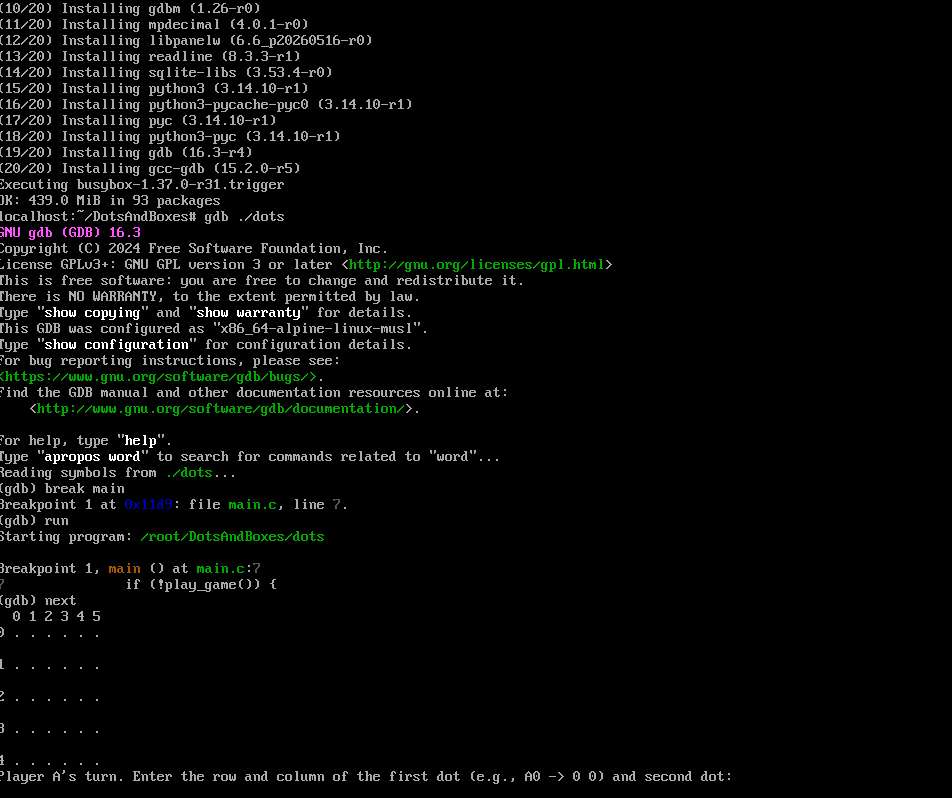 (10/20) Installing gdbm (1.26-r0)
(11/20) Installing mpdecimal (4.0.1-r0)
(12/20) Installing libpanelw (6.6_p20260516-r0)
(13/20) Installing readline (8.3.3-r1)
(14/20) Installing sqlite-libs (3.53.4-r0)
(15/20) Installing python3 (3.14.10-r1)
(16/20) Installing python3-pycache-pyc0 (3.14.10-r1)
(17/20) Installing pyc (3.14.10-r1)
(18/20) Installing python3-pyc (3.14.10-r1)
(19/20) Installing gdb (16.3-r4)
(20/20) Installing gcc-gdb (15.2.0-r5)
Executing busybox-1.37.0-r31.trigger
OK: 439.0 MiB in 93 packages
localhost:~/DotsAndBoxes# gdb ./dots
GNU gdb (GDB) 16.3
Copyright (C) 2024 Free Software Foundation, Inc.
License GPLv3+: GNU GPL version 3 or later <http://gnu.org/licenses/gpl.html>
This is free software: you are free to change and redistribute it.
There is NO WARRANTY, to the extent permitted by law.
Type "show copying" and "show warranty" for details.
This GDB was configured as "x86_64-alpine-linux-musl".
Type "show configuration" for configuration details.
For bug reporting instructions, please see:
<https://www.gnu.org/software/gdb/bugs/>.
Find the GDB manual and other documentation resources online at:
    <http://www.gnu.org/software/gdb/documentation/>.
For help, type "help".
Type "apropos word" to search for commands related to "word"...
Reading symbols from ./dots...
(gdb) break main
Breakpoint 1 at 0x11d9: file main.c, line 7.
(gdb) run
Starting program: /root/DotsAndBoxes/dots
Breakpoint 1, main () at main.c:7
7               if (!play_game()) {
(gdb) next
  0 1 2 3 4 5
0 . . . . . .
1 . . . . . .
2 . . . . . .
3 . . . . . .
4 . . . . . .
Player A's turn. Enter the row and column of the first dot (e.g., A0 -> 0 0) and second dot: